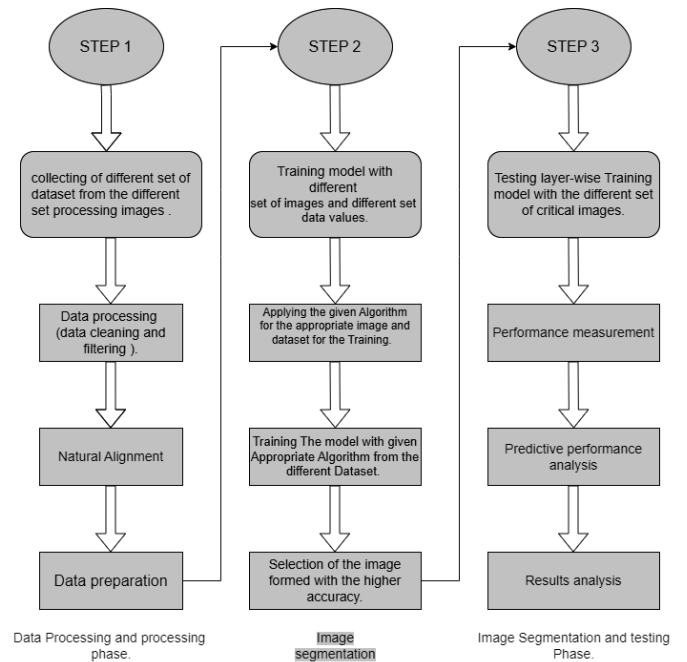 STEP 1
collecting of different set of
dataset from the different
set processing images .
Data processing
(data cleaning and
filtering ).
Natural Alignment
Data preparation
Data Processing and processing
phase.
STEP 2
Training model with
different
set of images and different set
data values.
Applying the given Algorithm
for the appropriate image and
dataset for the Training.
Training The model with given
Appropriate Algorithm from the
different Dataset.
Selection of the image
formed with the higher
accuracy.
Image
segmentation
STEP 3
Testing layer-wise Training
model with the different set
of critical images.
Performance measurement
Predictive performance
analysis
Results analysis
Image Segmentation and testing
Phase.